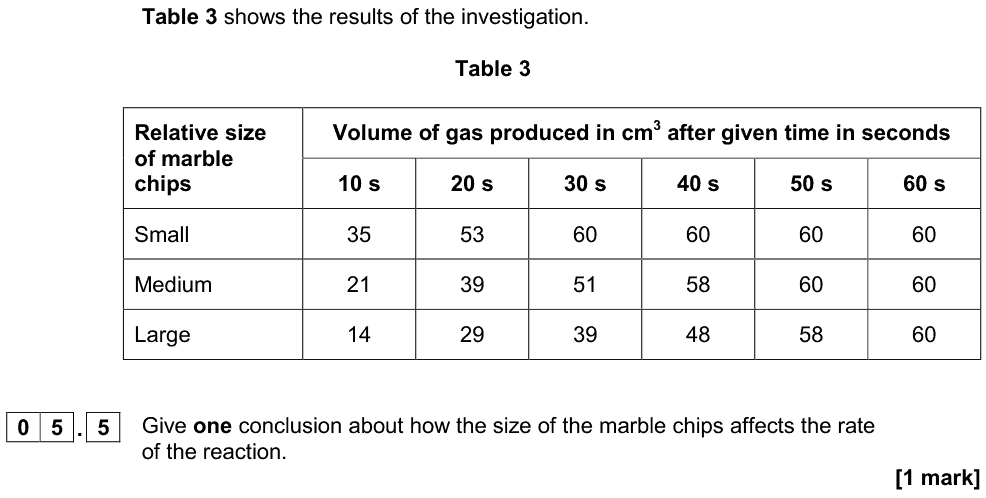 Table 3 shows the results of the investigation.
Table 3
Relative size of marble chips
Volume of gas produced in cm³ after given time in seconds
10 s 20 s 30 s 40 s 50 s 60 s
Small 35 53 60 60 60 60
Medium 21 39 51 58 60 60
Large 14 29 39 48 58 60
0 5 . 5 Give one conclusion about how the size of the marble chips affects the rate
of the reaction.
[1 mark]